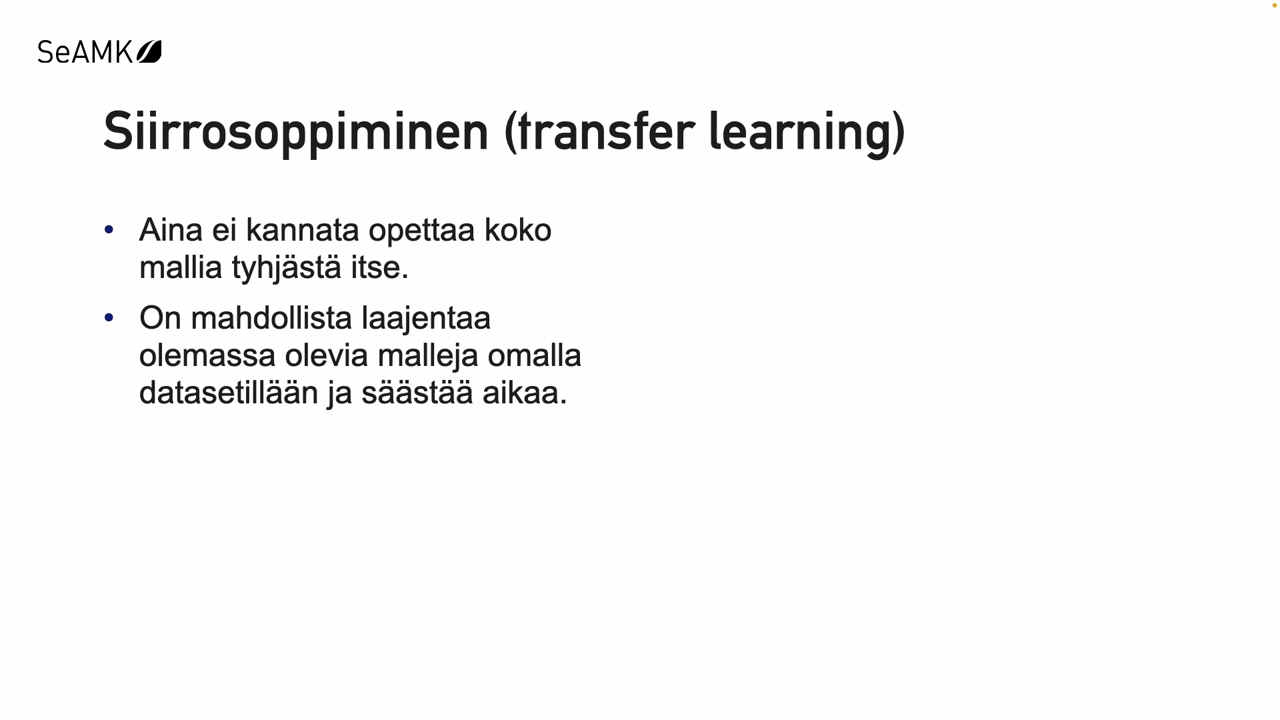 SeAMK
Siirrosoppiminen (transfer learning)
• Aina ei kannata opettaa koko
mallia tyhjästä itse.
• On mahdollista laajentaa
olemassa olevia malleja omalla
datasetillään ja säästää aikaa.